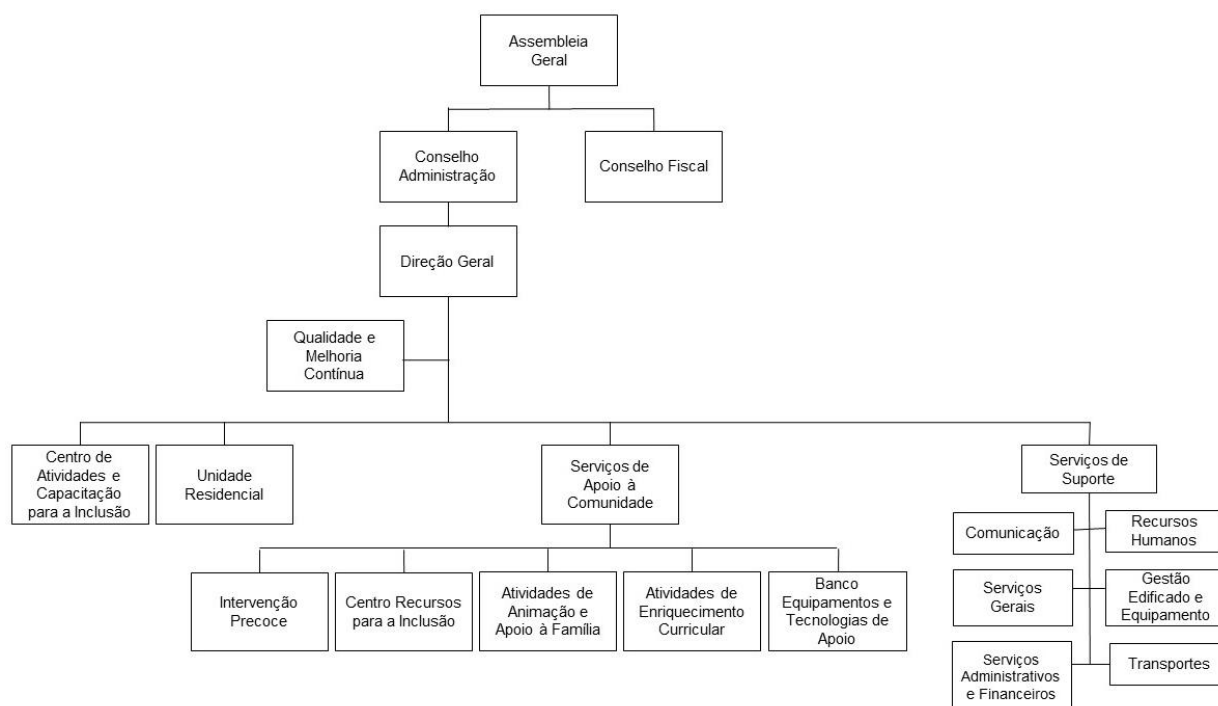 Assembleia
Geral
Conselho
Administração
Conselho Fiscal
Direção Geral
Qualidade e
Melhoria
Contínua
Centro de
Atividades e
Capacitação
para a Inclusão
Unidade
Residencial
Serviços de
Apoio à
Comunidade
Serviços de
Suporte
Intervenção
Precoce
Centro Recursos
para a Inclusão
Atividades de
Animação e
Apoio à Família
Atividades de
Enriquecimento
Curricular
Banco
Equipamentos e
Tecnologias de
Apoio
Comunicação
Recursos
Humanos
Serviços
Gerais
Gestão
Edificado e
Equipamento
Serviços
Administrativos
e Financeiros
Transportes